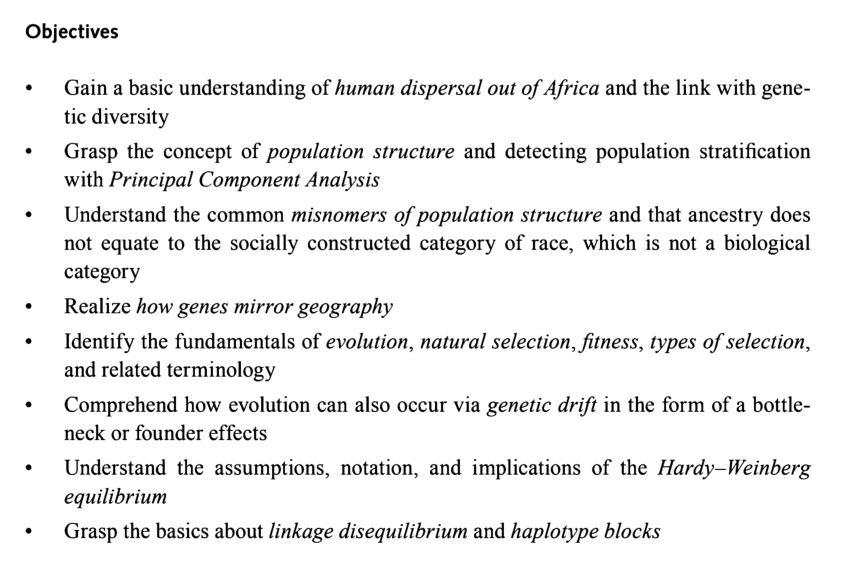 Objectives
• Gain a basic understanding of human dispersal out of Africa and the link with gene-
tic diversity
• Grasp the concept of population structure and detecting population stratification
with Principal Component Analysis
• Understand the common misnomers of population structure and that ancestry does
not equate to the socially constructed category of race, which is not a biological
category
• Realize how genes mirror geography
• Identify the fundamentals of evolution, natural selection, fitness, types of selection,
and related terminology
• Comprehend how evolution can also occur via genetic drift in the form of a bottle-
neck or founder effects
• Understand the assumptions, notation, and implications of the Hardy–Weinberg
equilibrium
• Grasp the basics about linkage disequilibrium and haplotype blocks